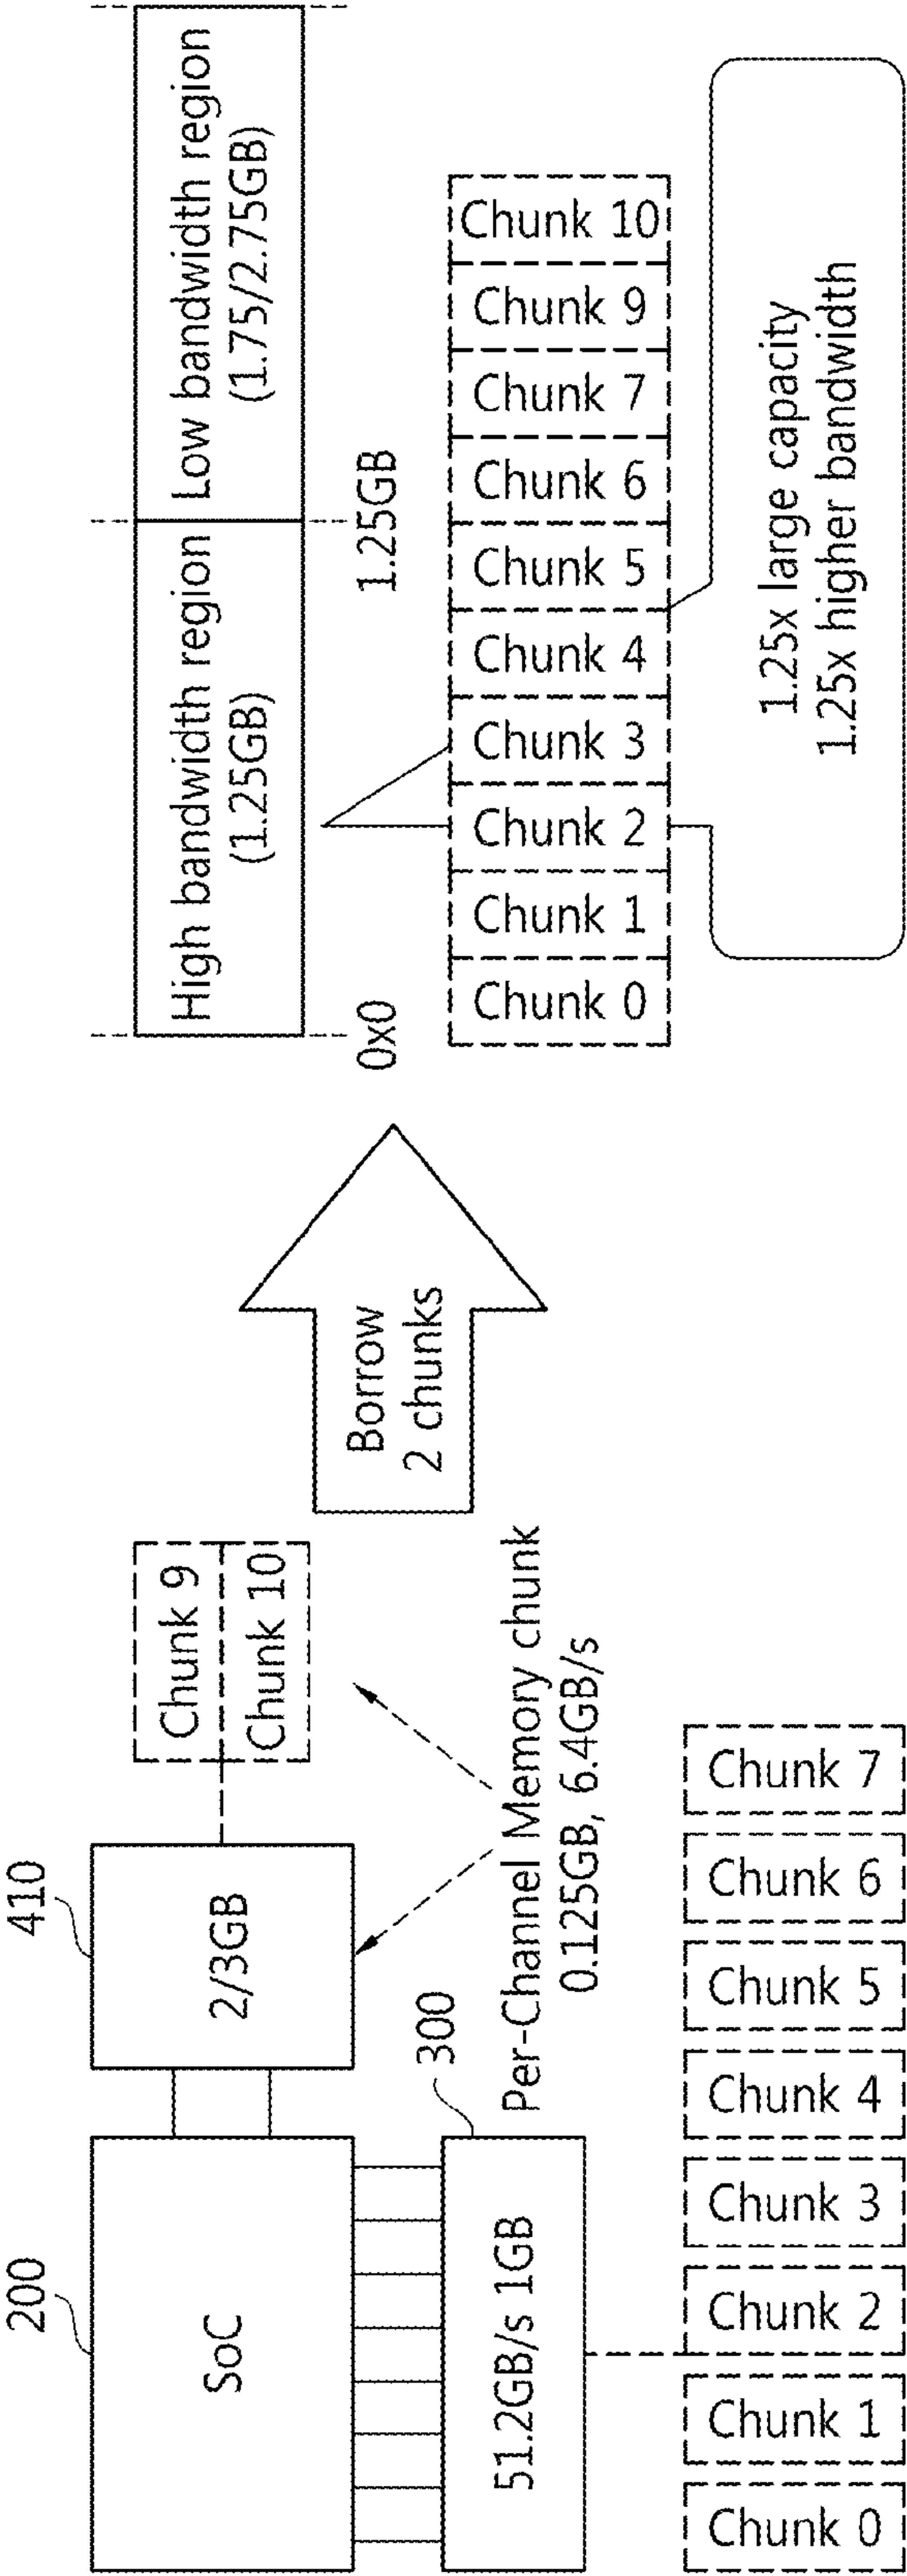 200
SoC
410
2/3GB
300
51.2GB/s 1GB
Chunk 9
Chunk 10
Per-Channel Memory chunk
0.125GB, 6.4GB/s
Chunk 0
Chunk 1
Chunk 2
Chunk 3
Chunk 4
Chunk 5
Chunk 6
Chunk 7
Borrow
2 chunks
High bandwidth region
(1.25GB)
Low bandwidth region
(1.75/2.75GB)
0x0
1.25GB
Chunk 0
Chunk 1
Chunk 2
Chunk 3
Chunk 4
Chunk 5
Chunk 6
Chunk 7
Chunk 9
Chunk 10
1.25x large capacity
1.25x higher bandwidth